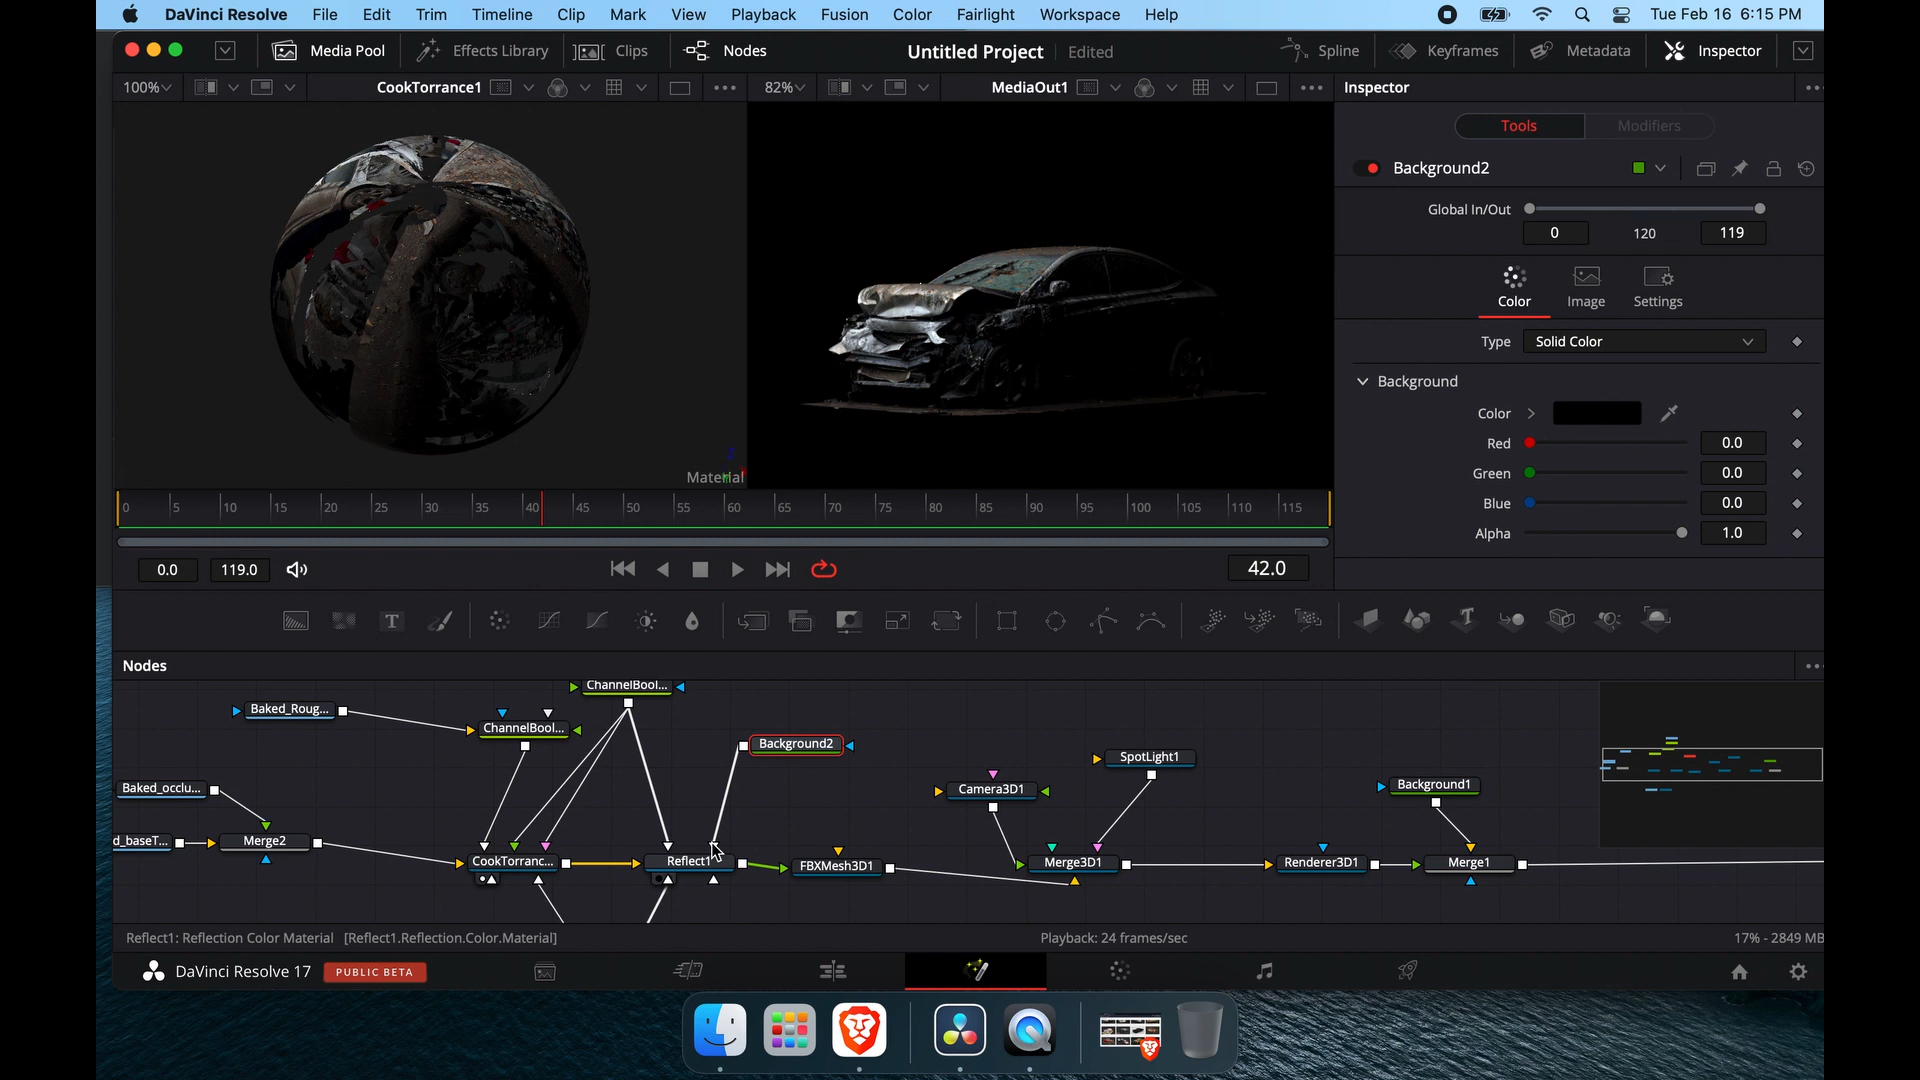 DaVinci Resolve File Edit Trim Timeline Clip Mark View Playback Fusion Color Fairlight Workspace Help Tue Feb 16 6:15 PM
Media Pool Effects Library Clips Nodes Untitled Project Edited Spline Keyframes Metadata Inspector
100% CookTorrance1 82% MediaOut1 Inspector
Tools Modifiers
Background2
Global In/Out
0 120 119
Color Image Settings
Type Solid Color
Background
Color
Red 0.0
Green 0.0
Blue 0.0
Alpha 1.0
Material
0 5 10 15 20 25 30 35 40 45 50 55 60 65 70 75 80 85 90 95 100 105 110 115
0.0 119.0 42.0
T
Nodes
ChannelBool...
Baked_Roug...
ChannelBool...
Background2
SpotLight1
Baked_occlu... Camera3D1 Background1
d_baseT... Merge2 CookTorranc... Reflect1 FBXMesh3D1 Merge3D1 Renderer3D1 Merge1
Reflect1: Reflection Color Material [Reflect1.Reflection.Color.Material] Playback: 24 frames/sec 17% - 2849 MB
DaVinci Resolve 17 PUBLIC BETA